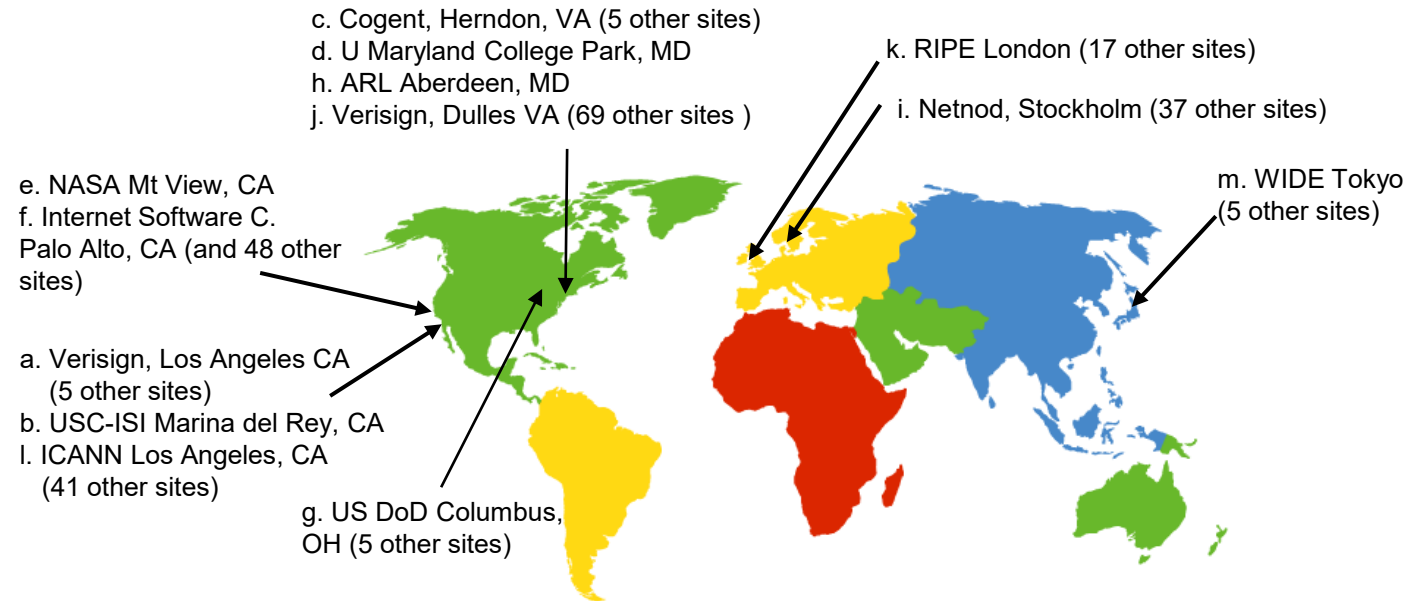 c. Cogent, Herndon, VA (5 other sites)
d. U Maryland College Park, MD
h. ARL Aberdeen, MD
j. Verisign, Dulles VA (69 other sites )
k. RIPE London (17 other sites)
i. Netnod, Stockholm (37 other sites)
m. WIDE Tokyo
(5 other sites)
e. NASA Mt View, CA
f. Internet Software C.
Palo Alto, CA (and 48 other
sites)
a. Verisign, Los Angeles CA
(5 other sites)
b. USC-ISI Marina del Rey, CA
l. ICANN Los Angeles, CA
(41 other sites)
g. US DoD Columbus,
OH (5 other sites)